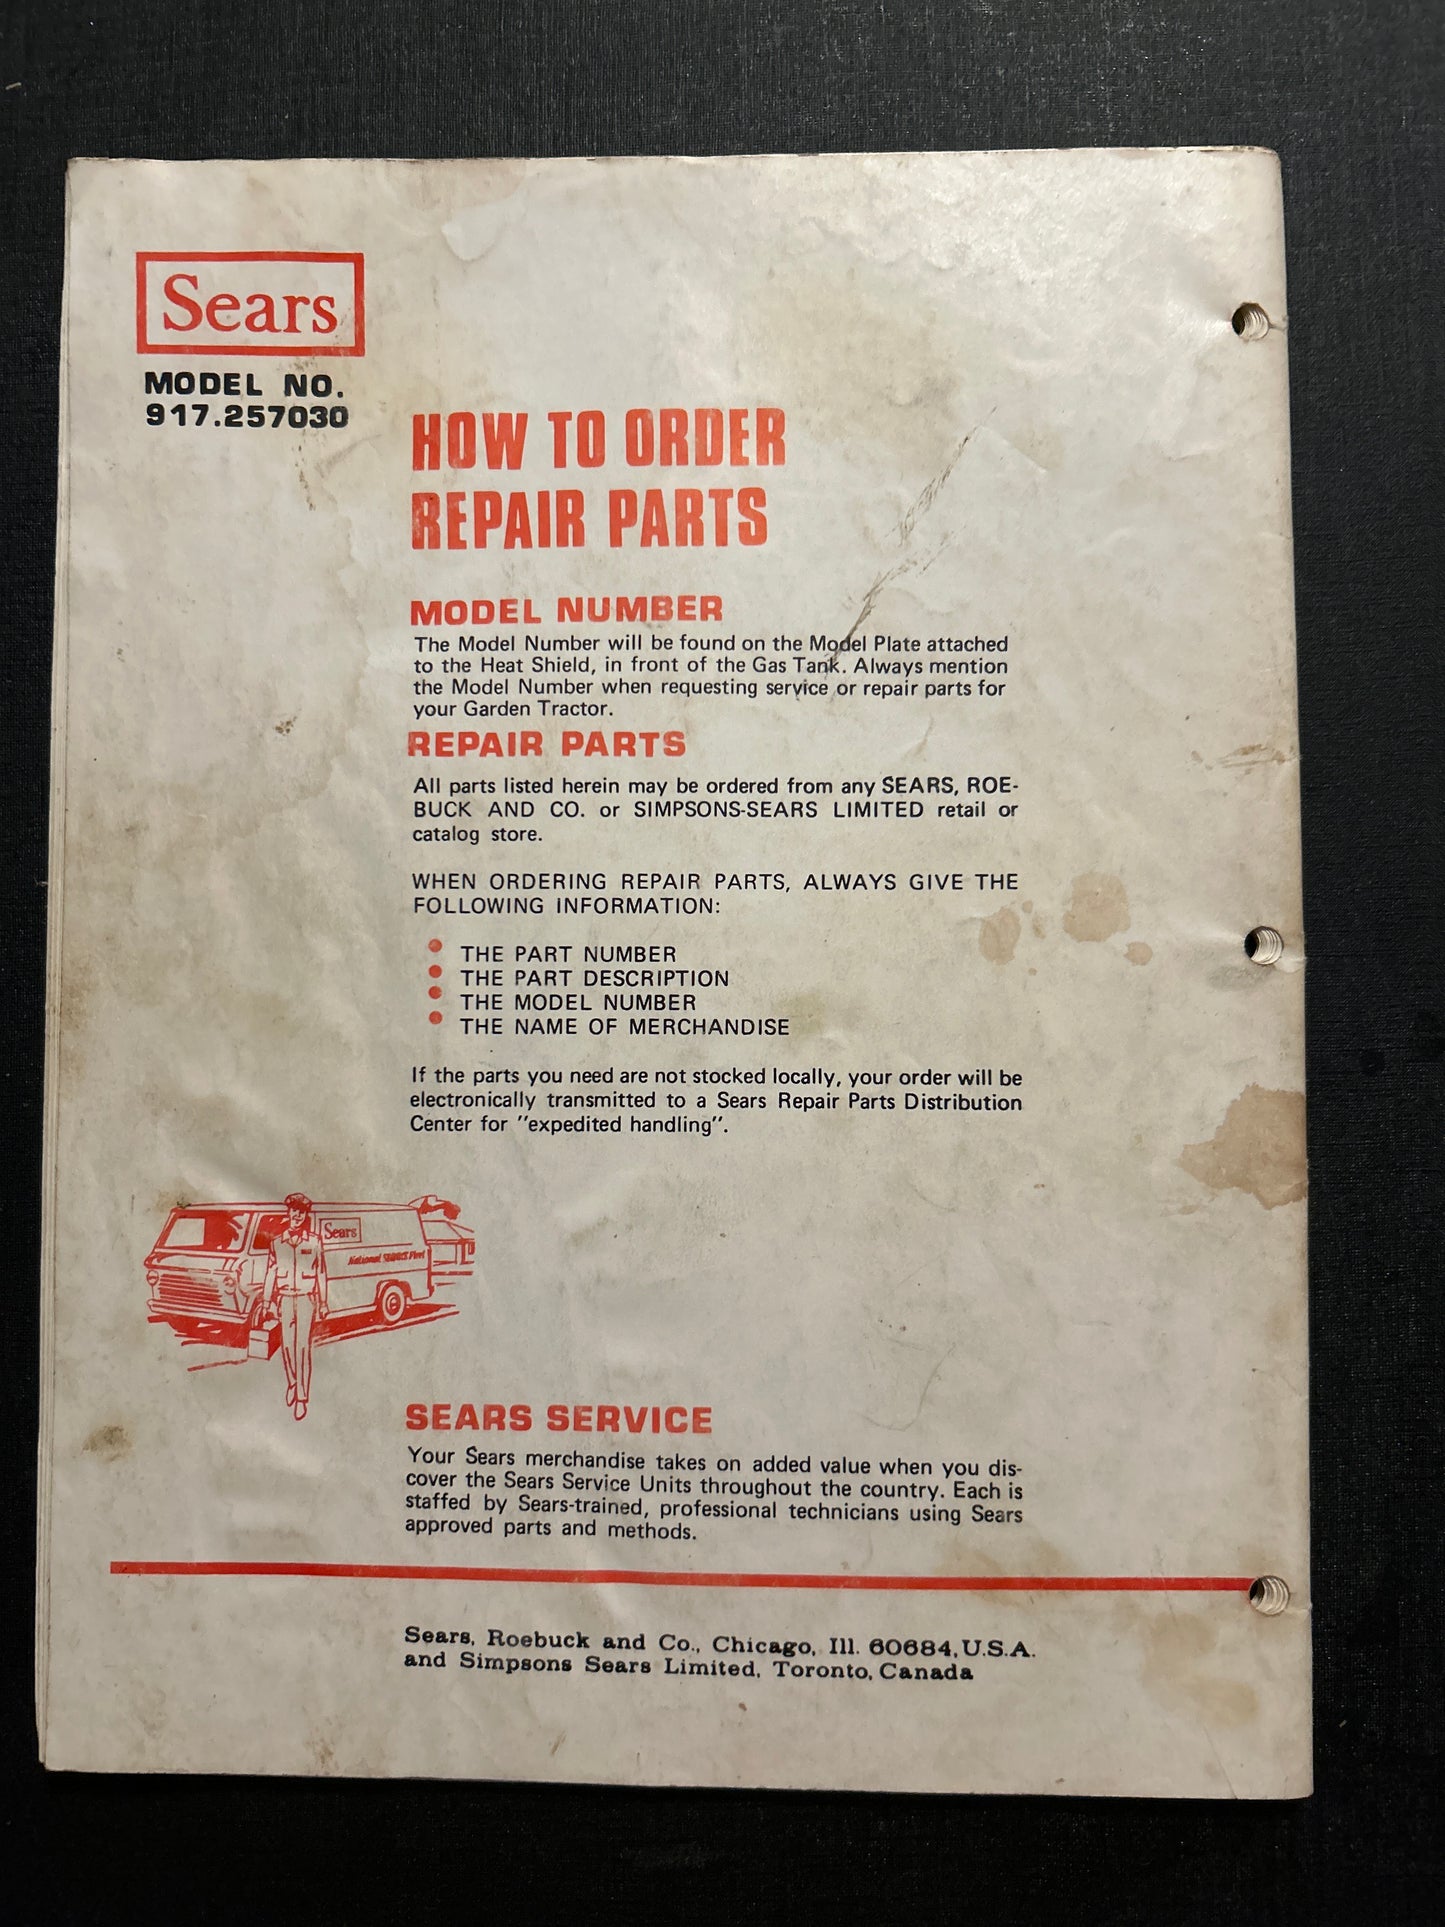 Sears
MODEL NO.
917.257030
HOW TO ORDER
REPAIR PARTS
MODEL NUMBER
The Model Number will be found on the Model Plate attached
to the Heat Shield, in front of the Gas Tank. Always mention
the Model Number when requesting service or repair parts for
your Garden Tractor.
REPAIR PARTS
All parts listed herein may be ordered from any SEARS, ROE-
BUCK AND CO. or SIMPSONS-SEARS LIMITED retail or
catalog store.
WHEN ORDERING REPAIR PARTS, ALWAYS GIVE THE
FOLLOWING INFORMATION:
• THE PART NUMBER
• THE PART DESCRIPTION
• THE MODEL NUMBER
• THE NAME OF MERCHANDISE
If the parts you need are not stocked locally, your order will be
electronically transmitted to a Sears Repair Parts Distribution
Center for "expedited handling".
Sears
National SERVICE Fleet
SEARS SERVICE
Your Sears merchandise takes on added value when you dis-
cover the Sears Service Units throughout the country. Each is
staffed by Sears-trained, professional technicians using Sears
approved parts and methods.
Sears, Roebuck and Co., Chicago, Ill. 60684, U.S.A.
and Simpsons Sears Limited, Toronto, Canada